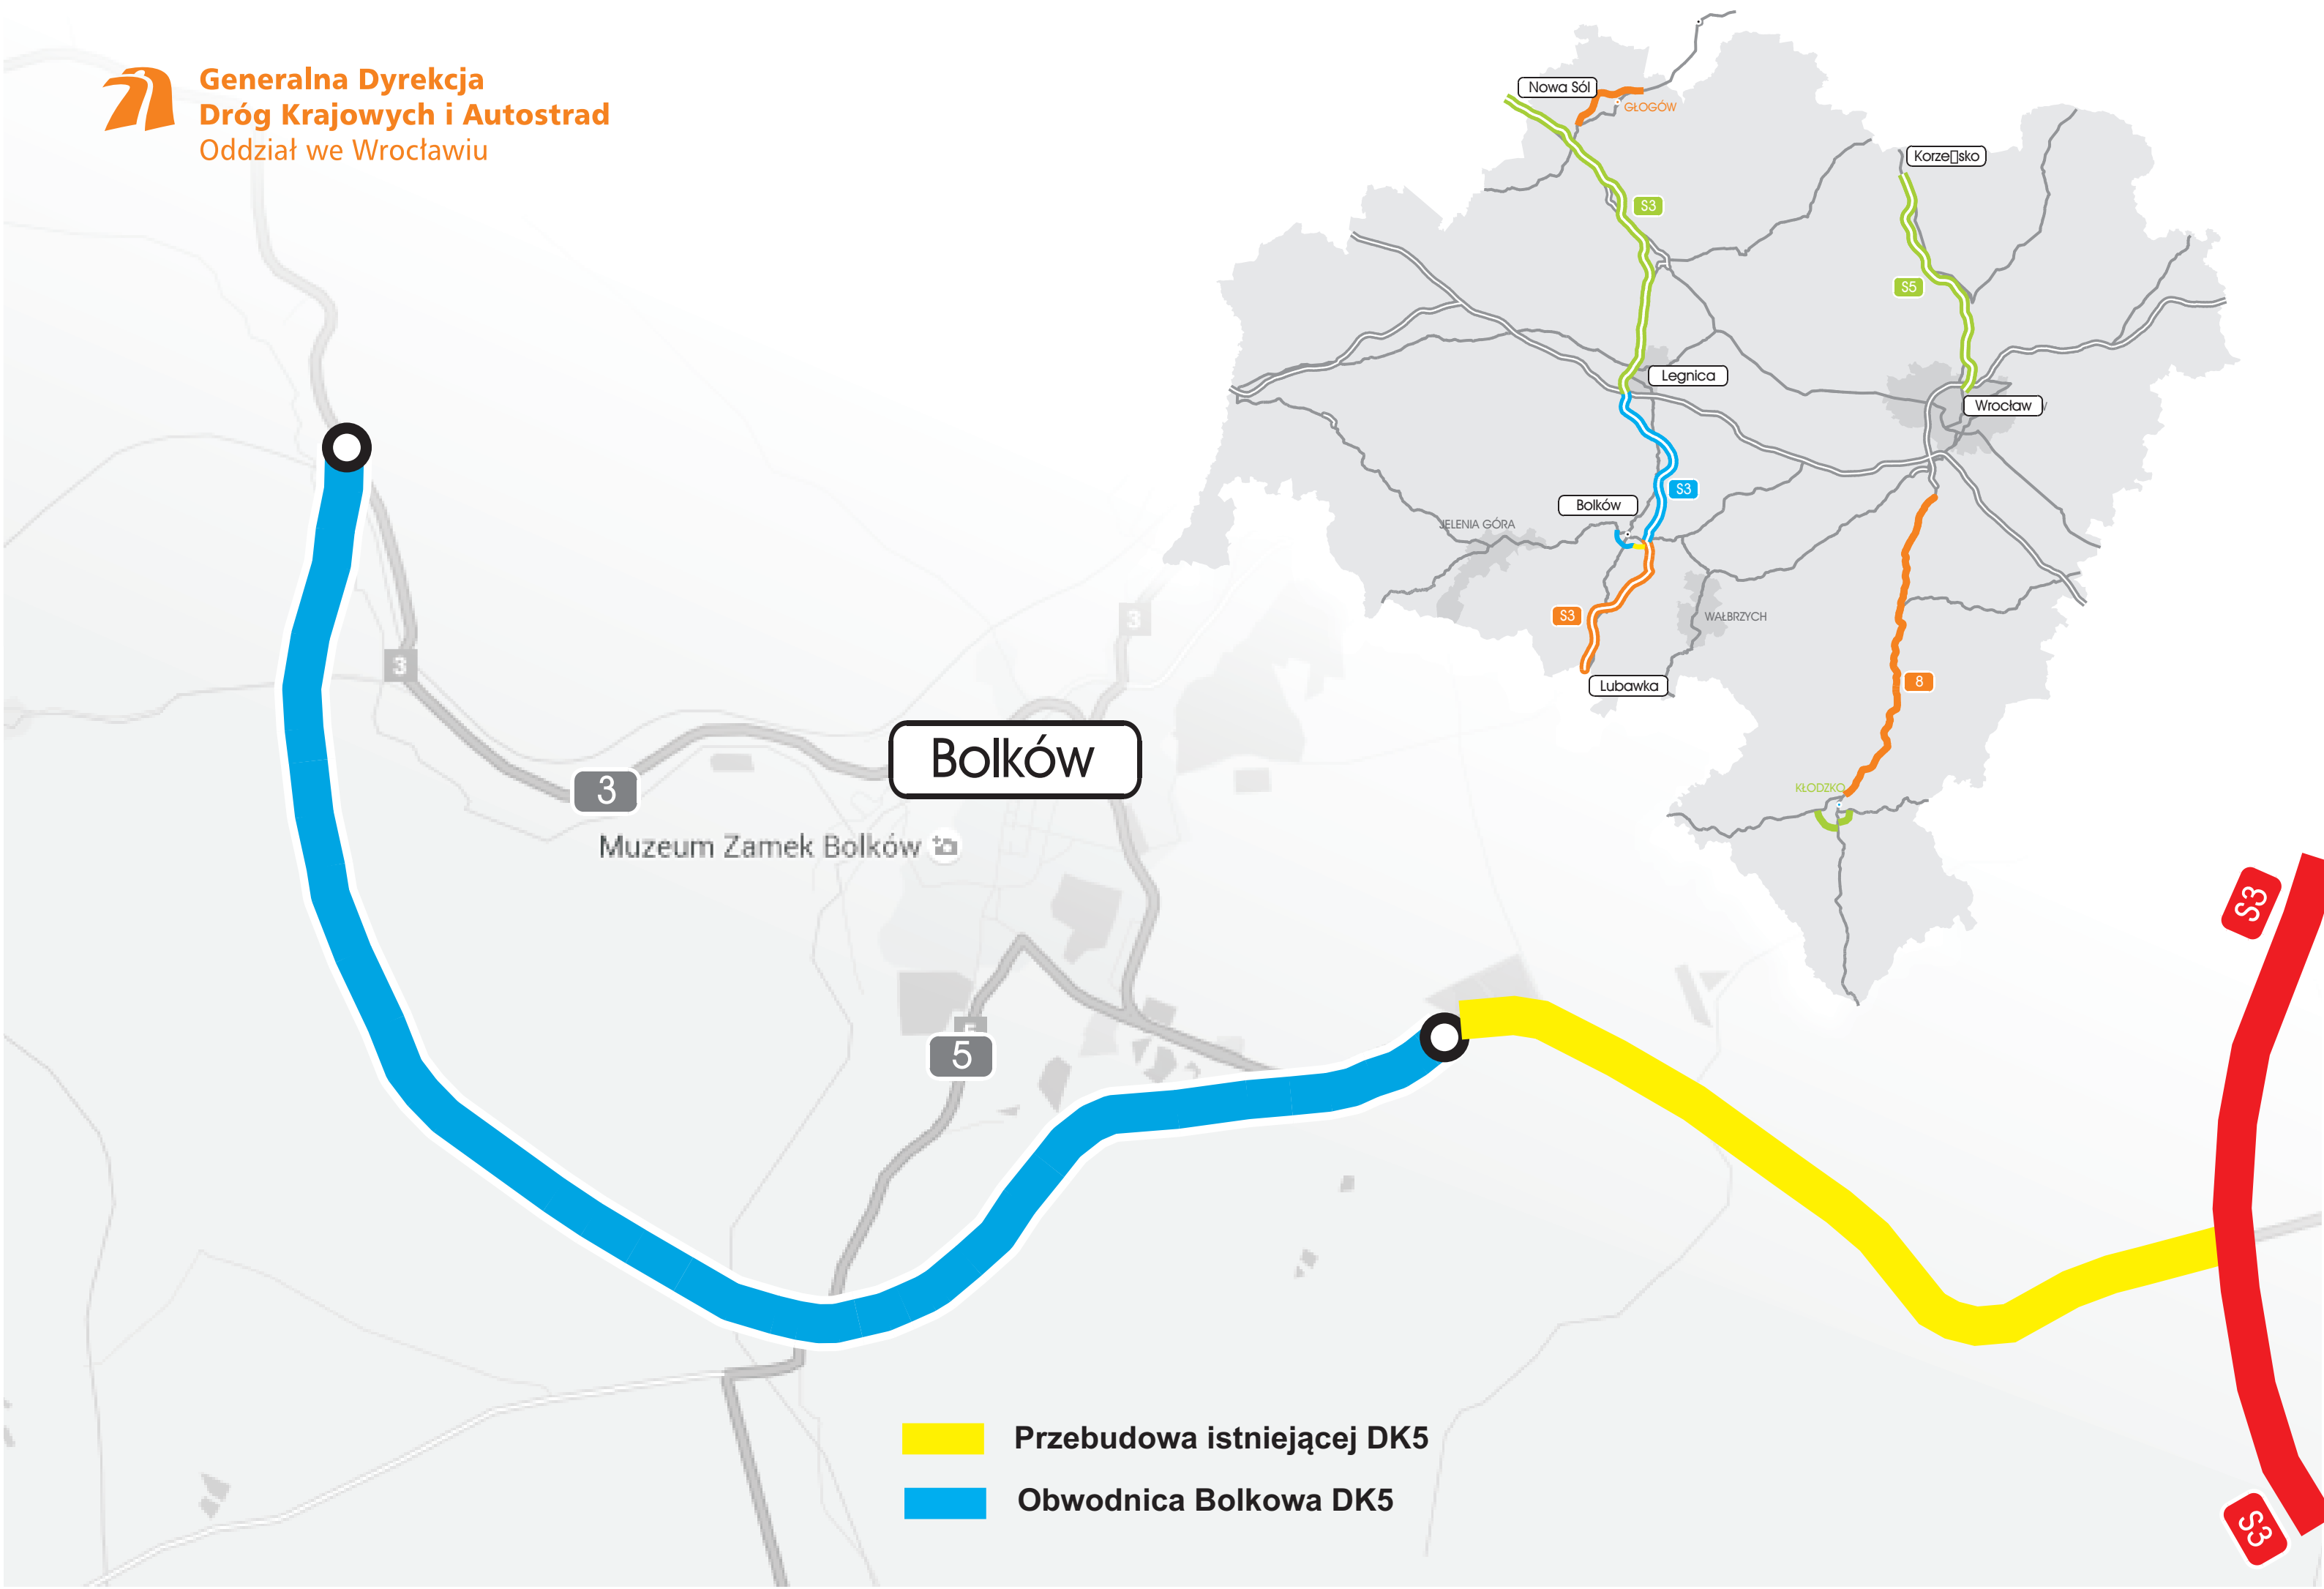 Generalna Dyrekcja
Dróg Krajowych i Autostrad
Oddział we Wrocławiu
Nowa Sól
GŁOGÓW
Korze▯sko
S3
S5
Legnica
Wrocław
S3
Bolków
JELENIA GÓRA
S3
WAŁBRZYCH
Lubawka
8
KŁODZKO
3
3
Bolków
3
Muzeum Zamek Bolków
S3
5
5
Przebudowa istniejącej DK5
Obwodnica Bolkowa DK5
S3